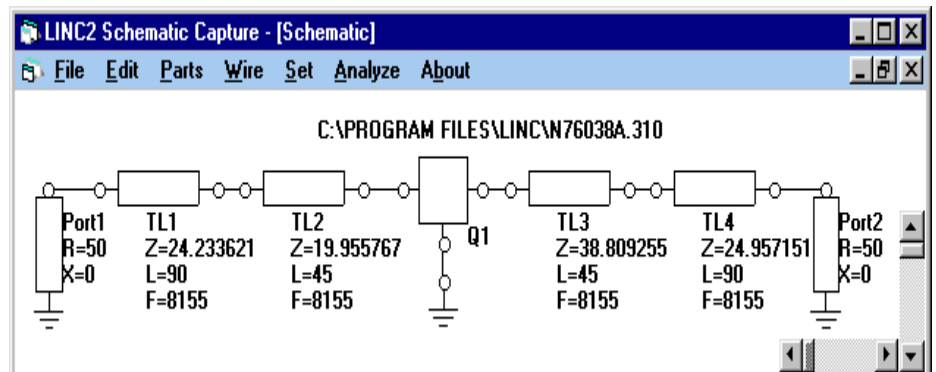 LINC2 Schematic Capture - [Schematic]
File Edit Parts Wire Set Analyze About
C:\PROGRAM FILES\LINC\N76038A.310
Port1
R=50
X=0
TL1
Z=24.233621
L=90
F=8155
TL2
Z=19.955767
L=45
F=8155
Q1
TL3
Z=38.809255
L=45
F=8155
TL4
Z=24.957151
L=90
F=8155
Port2
R=50
X=0